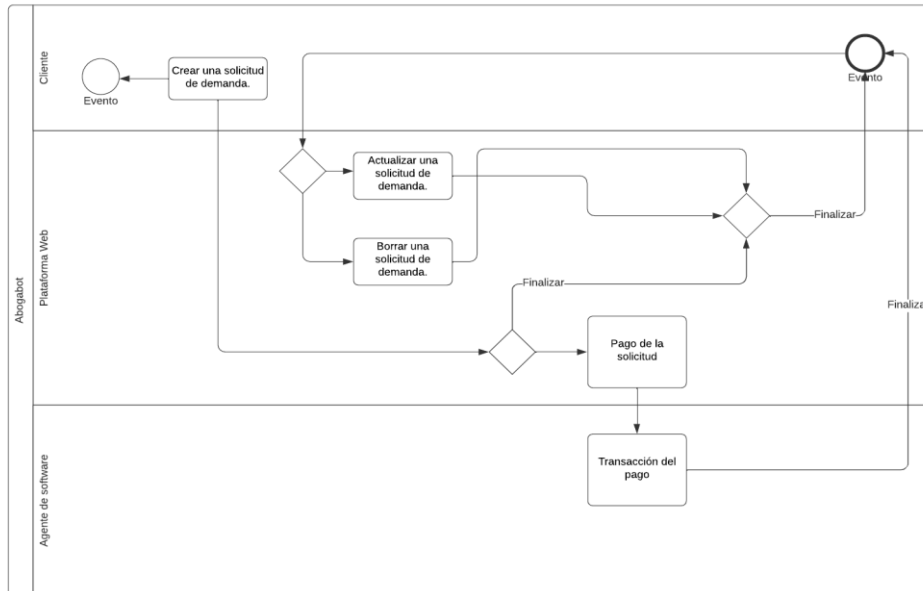 Abogabot
Cliente
Evento
Crear una solicitud
de demanda.
Evento
Plataforma Web
Actualizar una
solicitud de
demanda.
Borrar una
solicitud de
demanda.
Finalizar
Finalizar
Pago de la
solicitud
Agente de software
Transacción del
pago